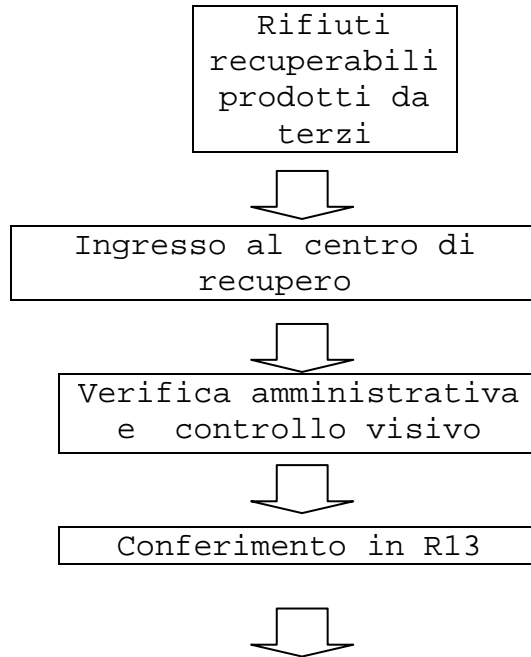 Rifiuti
recuperabili
prodotti da
terzi
Ingresso al centro di
recupero
Verifica amministrativa
e controllo visivo
Conferimento in R13